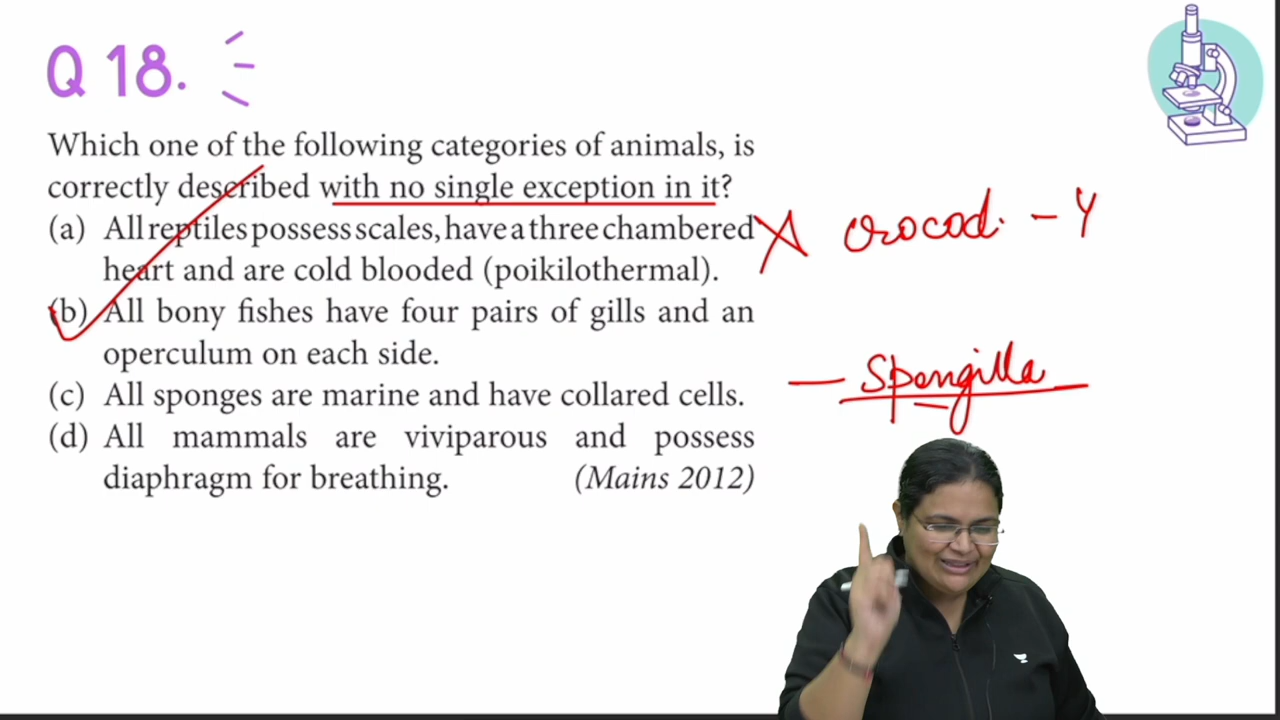 Q 18.
Which one of the following categories of animals, is
correctly described with no single exception in it?
(a) All reptiles possess scales, have a three chambered
heart and are cold blooded (poikilothermal).
X crocod. - 4
(b) All bony fishes have four pairs of gills and an
operculum on each side.
(c) All sponges are marine and have collared cells.
— Spongilla
(d) All mammals are viviparous and possess
diaphragm for breathing. (Mains 2012)